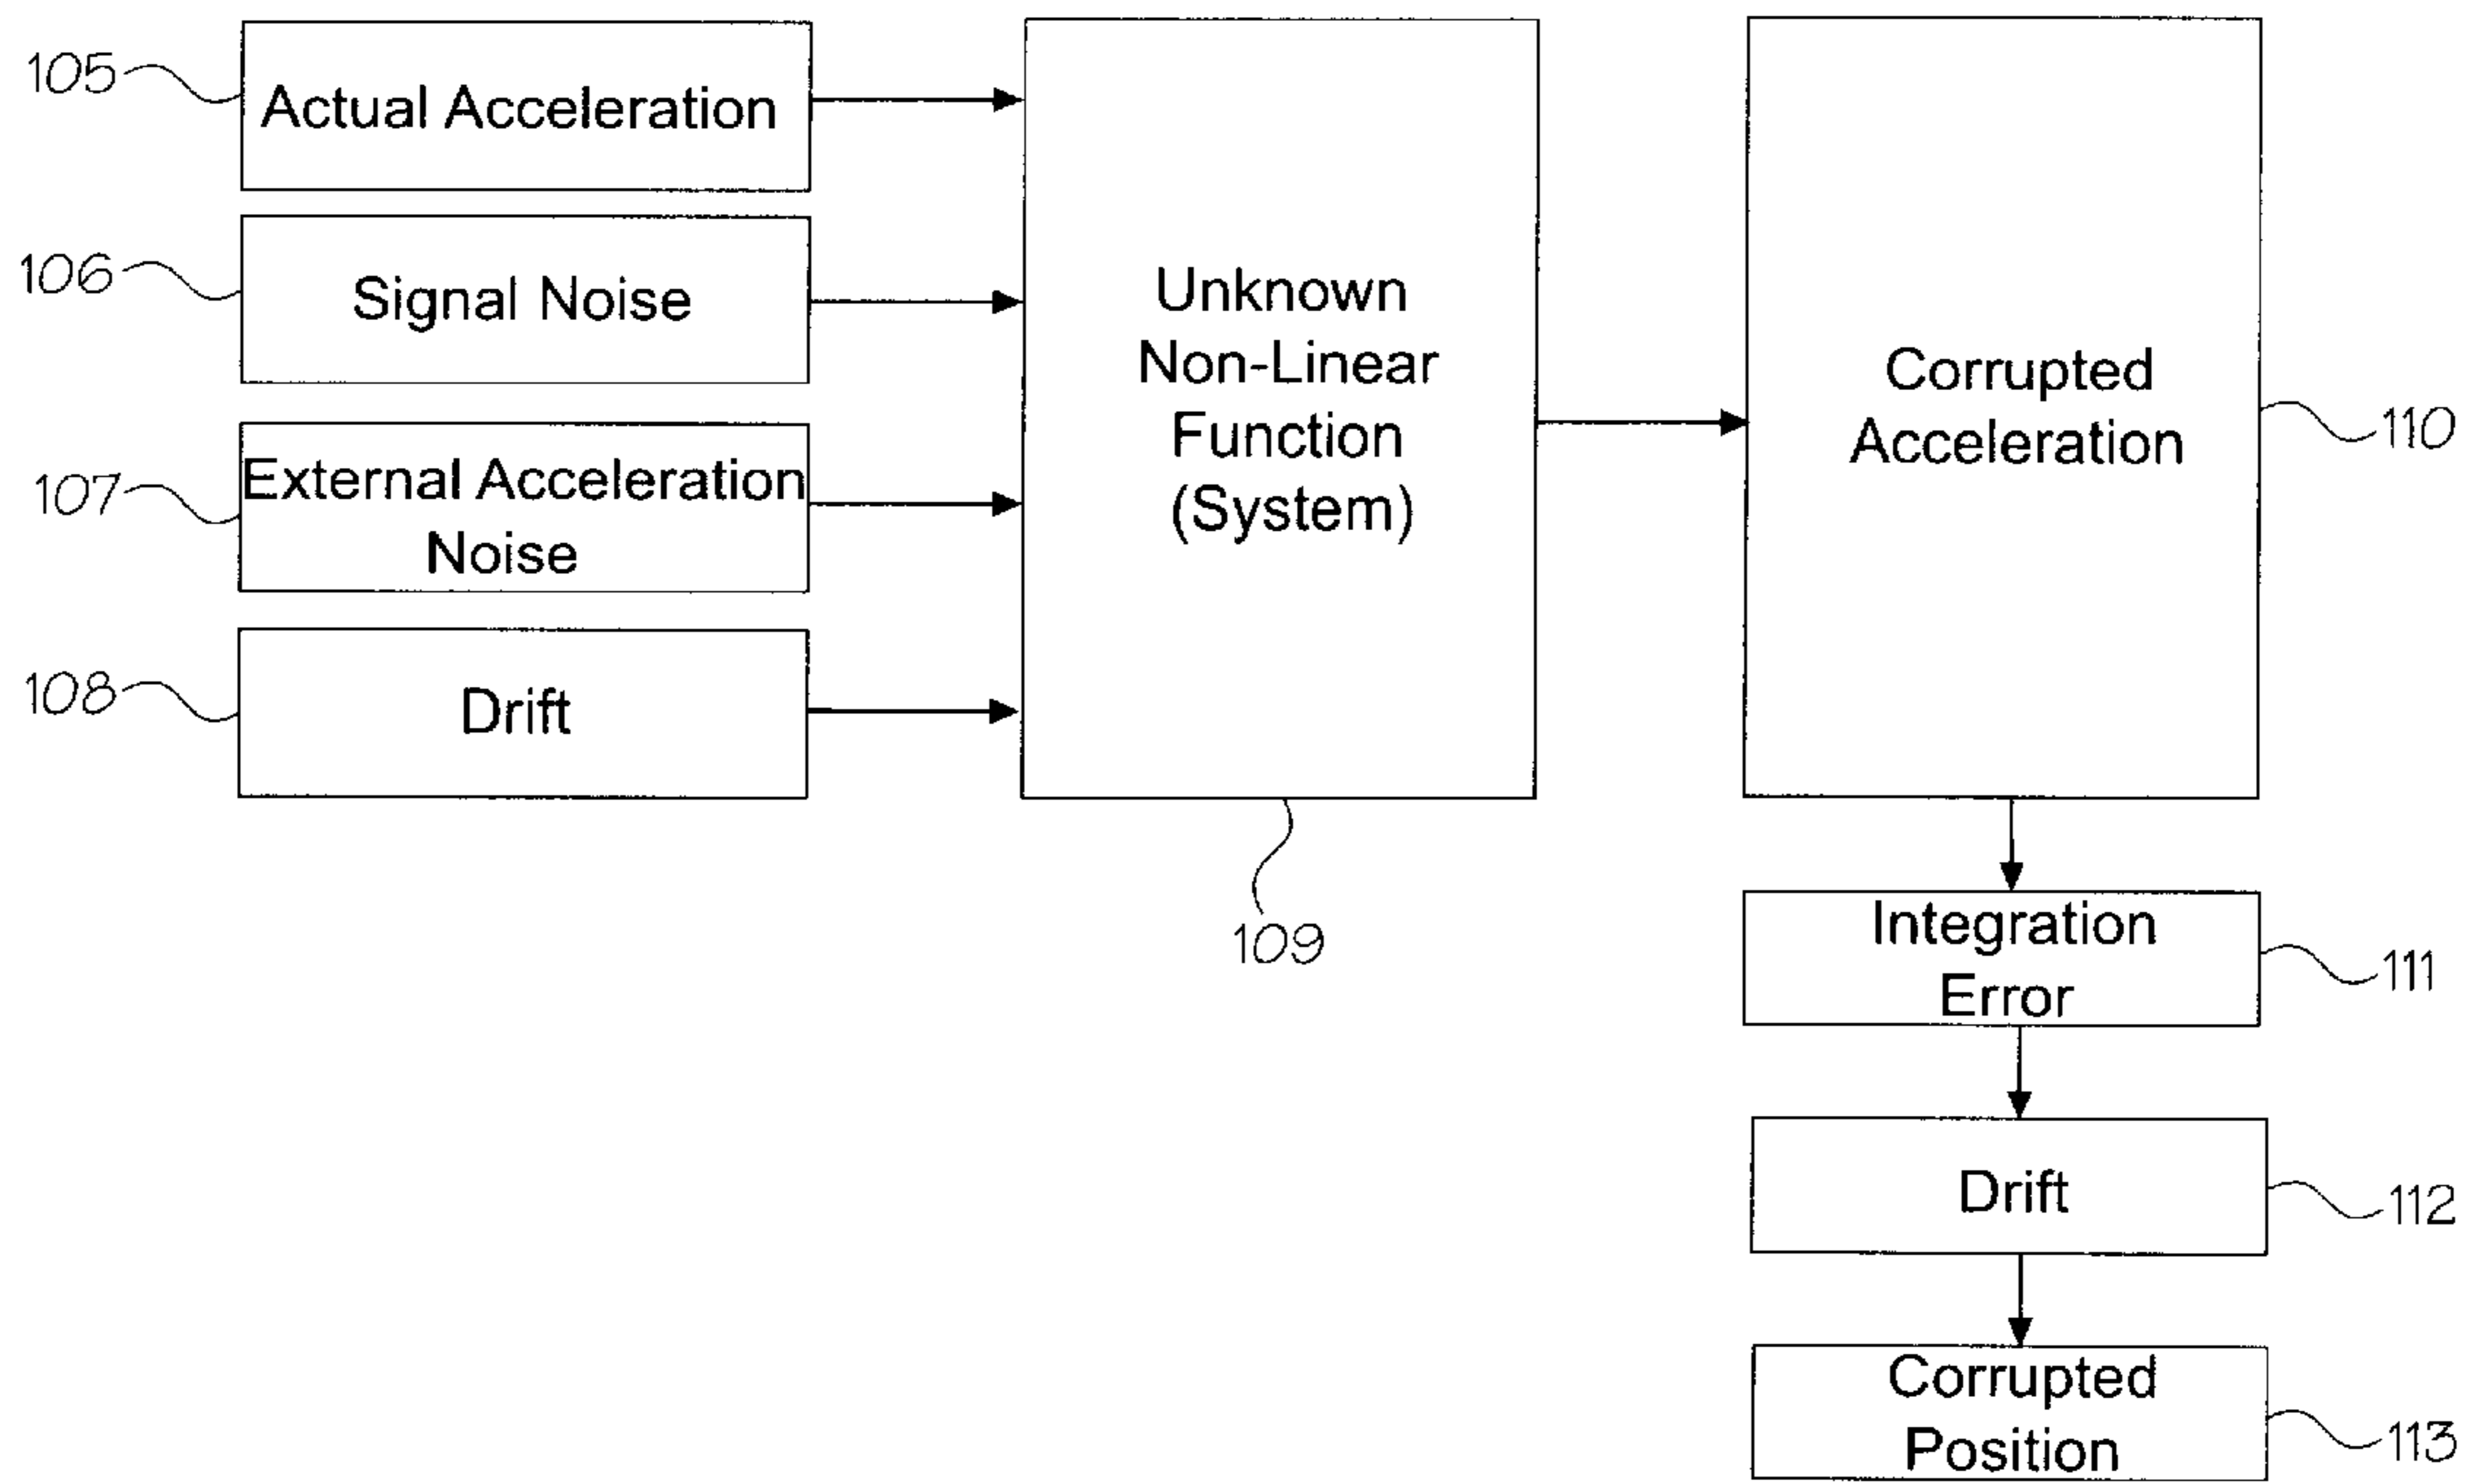 105
Actual Acceleration
106
Signal Noise
107
External Acceleration
Noise
108
Drift
Unknown
Non-Linear
Function
(System)
109
Corrupted
Acceleration
110
Integration
Error
111
Drift
112
Corrupted
Position
113